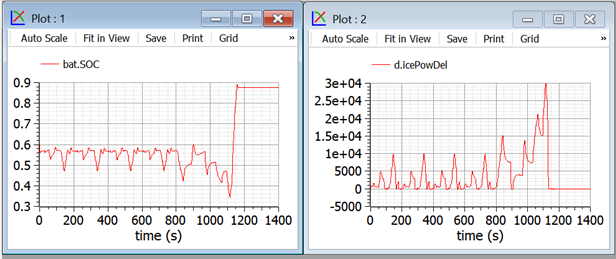 Plot : 1
Auto Scale Fit in View Save Print Grid »
bat.SOC
0.9
0.8
0.7
0.6
0.5
0.4
0.3
0 200 400 600 800 1000 1200 1400
time (s)
Plot : 2
Auto Scale Fit in View Save Print Grid »
d.icePowDel
3e+04
2.5e+04
2e+04
1.5e+04
1e+04
5000
0
-5000
0 200 400 600 800 1000 1200 1400
time (s)